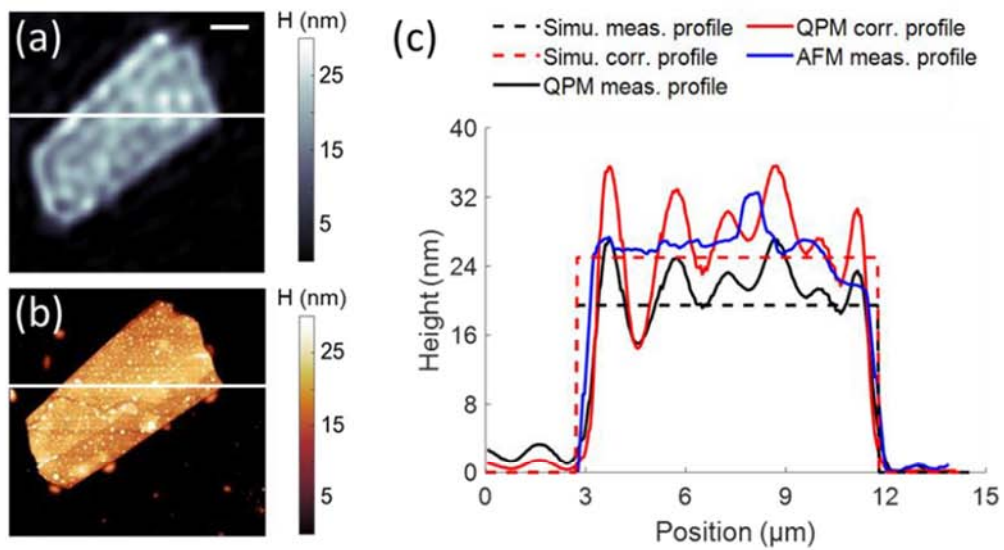 (a)
H (nm)
25
15
5
(b)
H (nm)
25
15
5
(c)
Simu. meas. profile
Simu. corr. profile
QPM meas. profile
QPM corr. profile
AFM meas. profile
40
32
24
16
8
0
Height (nm)
0 3 6 9 12 15
Position (μm)